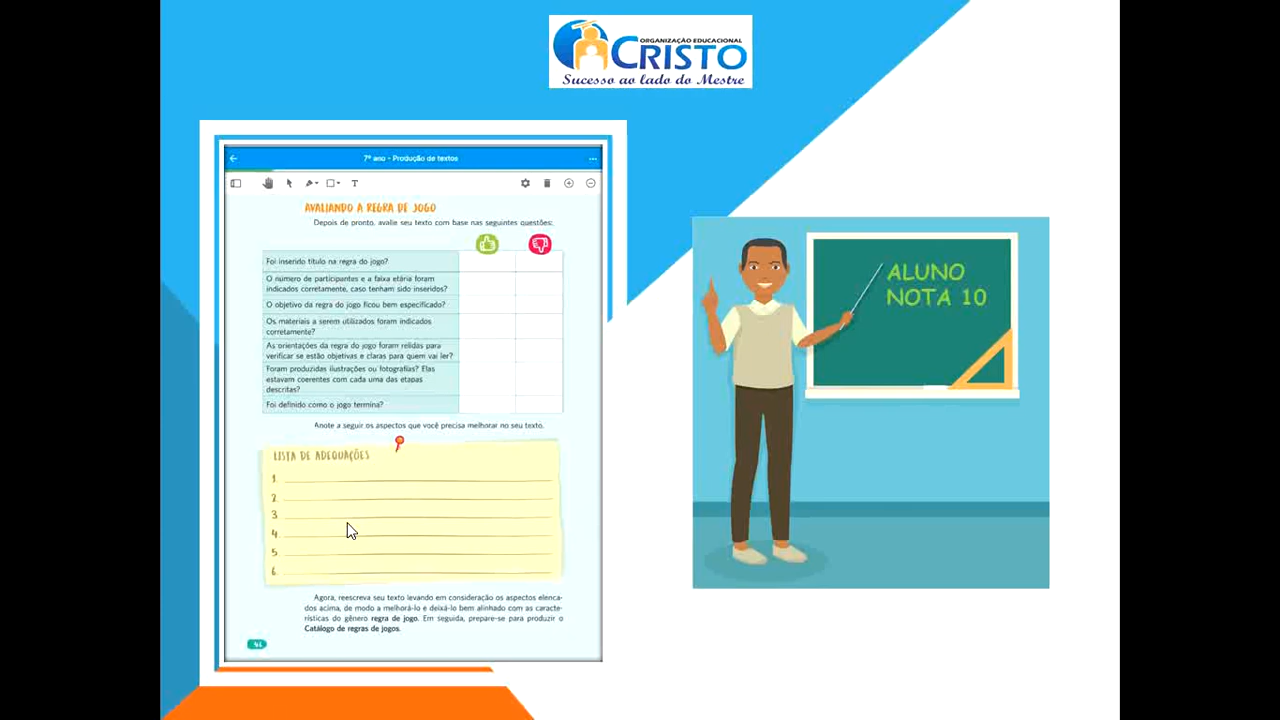 ORGANIZAÇÃO EDUCACIONAL
CRISTO
Sucesso ao lado do Mestre
7º ano - Produção de textos
T
AVALIANDO A REGRA DE JOGO
Depois de pronto, avalie seu texto com base nas seguintes questões:
Foi inserido título na regra do jogo?
O número de participantes e a faixa etária foram
indicados corretamente, caso tenham sido inseridos?
O objetivo da regra do jogo ficou bem especificado?
Os materiais a serem utilizados foram indicados
corretamente?
As orientações da regra do jogo foram relidas para
verificar se estão objetivas e claras para quem vai ler?
Foram produzidas ilustrações ou fotografias? Elas
estavam coerentes com cada uma das etapas
descritas?
Foi definido como o jogo termina?
Anote a seguir os aspectos que você precisa melhorar no seu texto.
LISTA DE ADEQUAÇÕES
1.
2.
3.
4.
5.
6.
Agora, reescreva seu texto levando em consideração os aspectos elenca-
dos acima, de modo a melhorá-lo e deixá-lo bem alinhado com as caracte-
rísticas do gênero regra de jogo. Em seguida, prepare-se para produzir o
Catálogo de regras de jogos.
ALUNO
NOTA 10